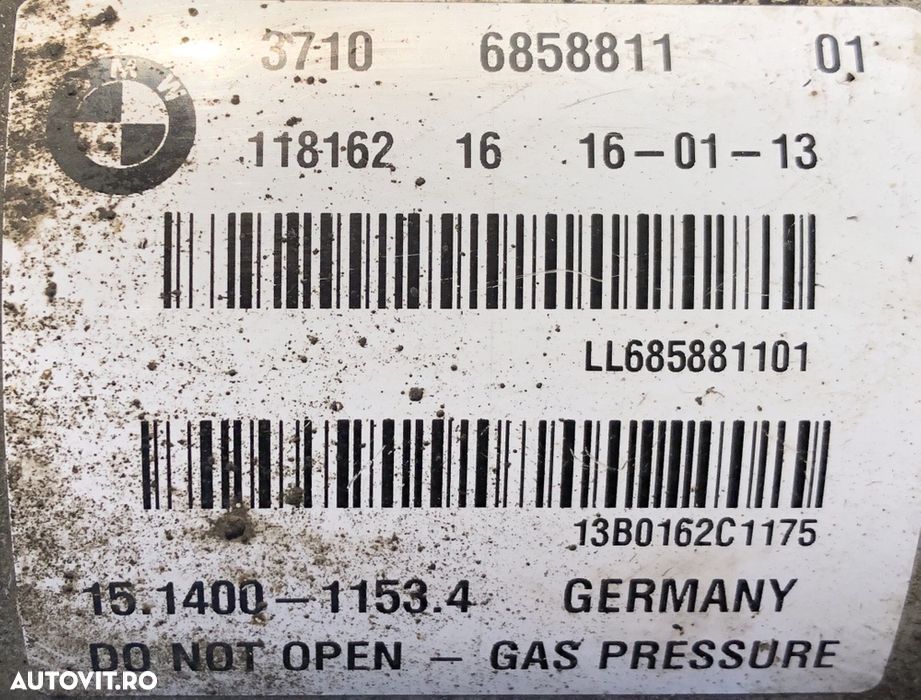 3710 6858811 01
BMW
118162 16 16-01-13
LL685881101
13B0162C1175
15.1400-1153.4 GERMANY
DO NOT OPEN - GAS PRESSURE
AUTOVIT.RO